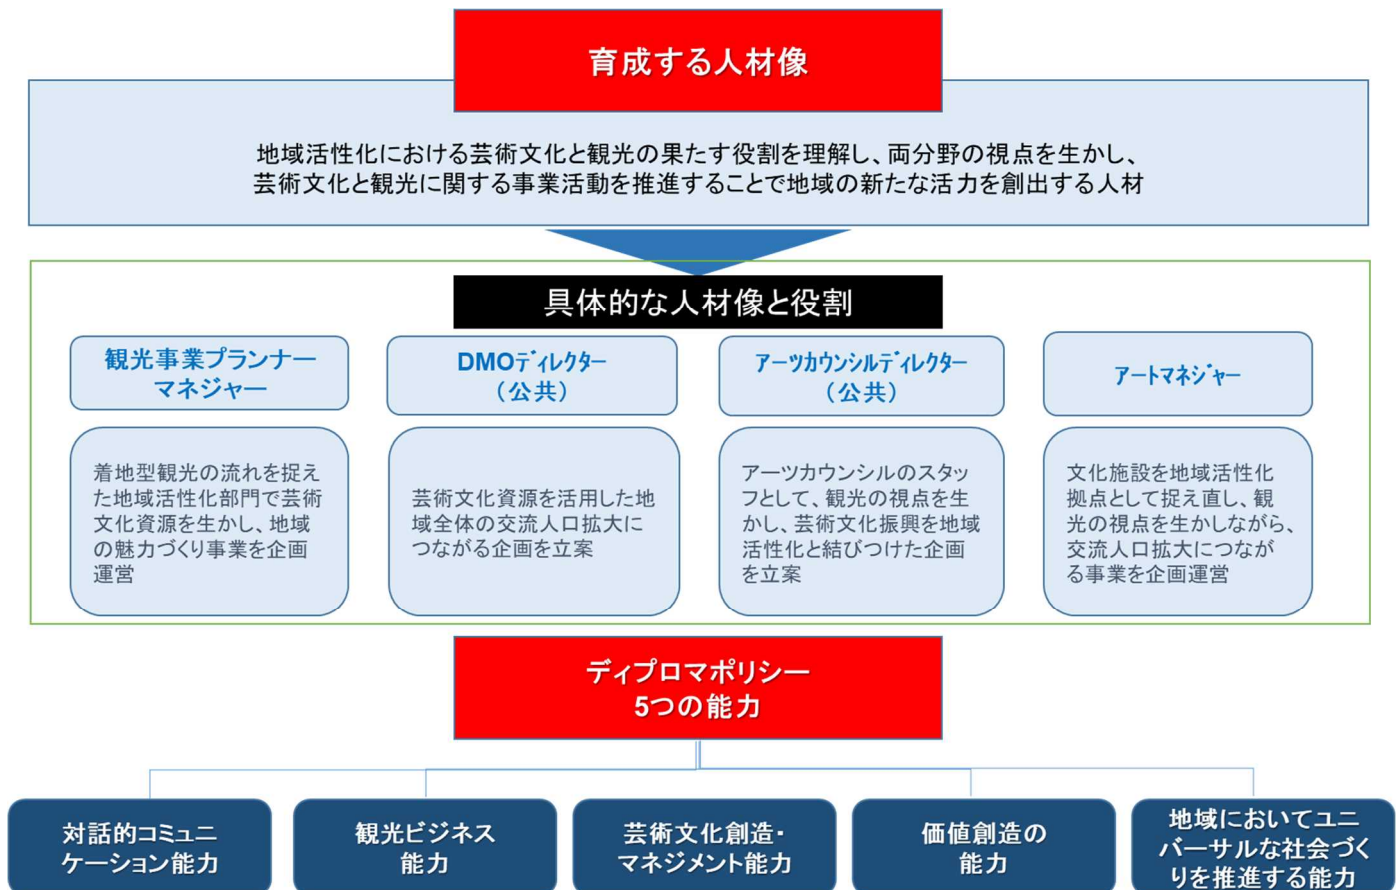 育成する人材像
地域活性化における芸術文化と観光の果たす役割を理解し、両分野の視点を生かし、
芸術文化と観光に関する事業活動を推進することで地域の新たな活力を創出する人材
具体的な人材像と役割
観光事業プランナー
マネジャー
着地型観光の流れを捉え
た地域活性化部門で芸術
文化資源を生かし、地域
の魅力づくり事業を企画
運営
DMOディレクター
（公共）
芸術文化資源を活用した地
域全体の交流人口拡大に
つながる企画を立案
アーツカウンシルディレクター
（公共）
アーツカウンシルのスタッ
フとして、観光の視点を生
かし、芸術文化振興を地域
活性化と結びつけた企画
を立案
アートマネジャー
文化施設を地域活性化
拠点として捉え直し、観
光の視点を生かしながら、
交流人口拡大につなが
る事業を企画運営
ディプロマポリシー
5つの能力
対話的コミュニ
ケーション能力
観光ビジネス
能力
芸術文化創造・
マネジメント能力
価値創造の
能力
地域においてユニ
バーサルな社会づく
りを推進する能力